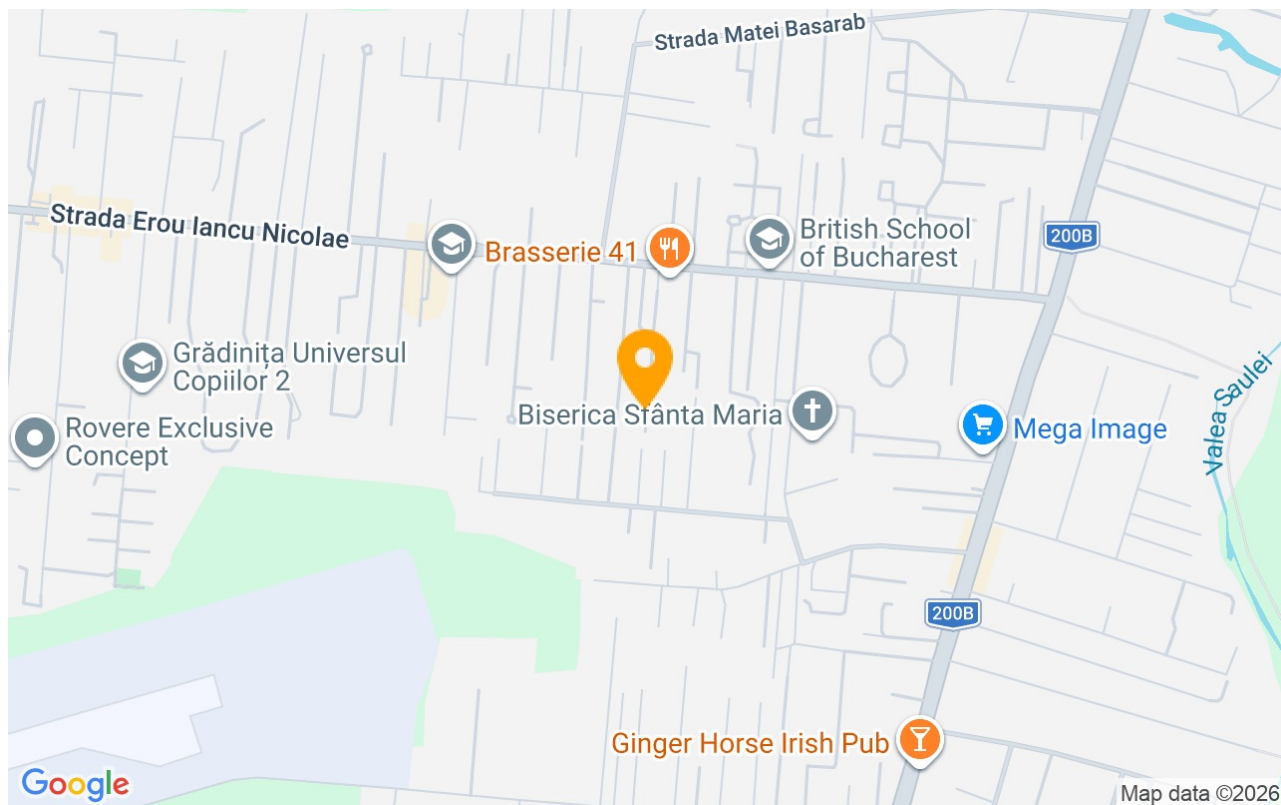 Strada Matei Basarab
Strada Erou Iancu Nicolae
Brasserie 41
British School
of Bucharest
200B
Grădinița Universul
Copiilor 2
Biserica Sfânta Maria
Rovere Exclusive
Concept
Mega Image
Valea Saulei
200B
Ginger Horse Irish Pub
Google
Map data ©2026